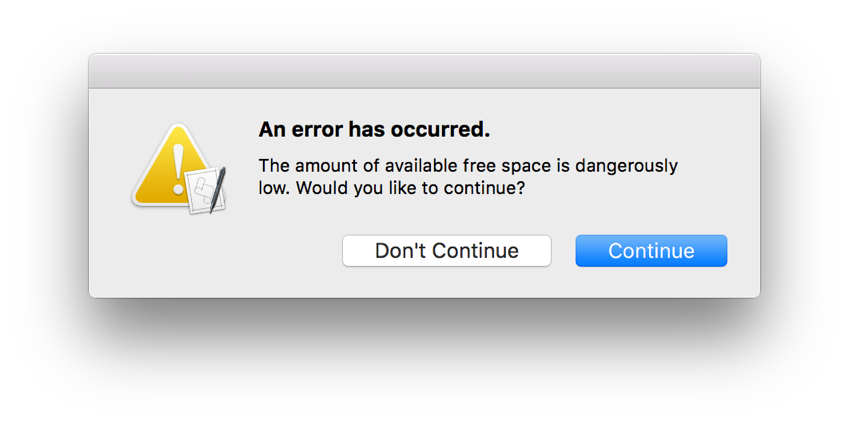 An error has occurred.
The amount of available free space is dangerously
low. Would you like to continue?
Don't Continue
Continue